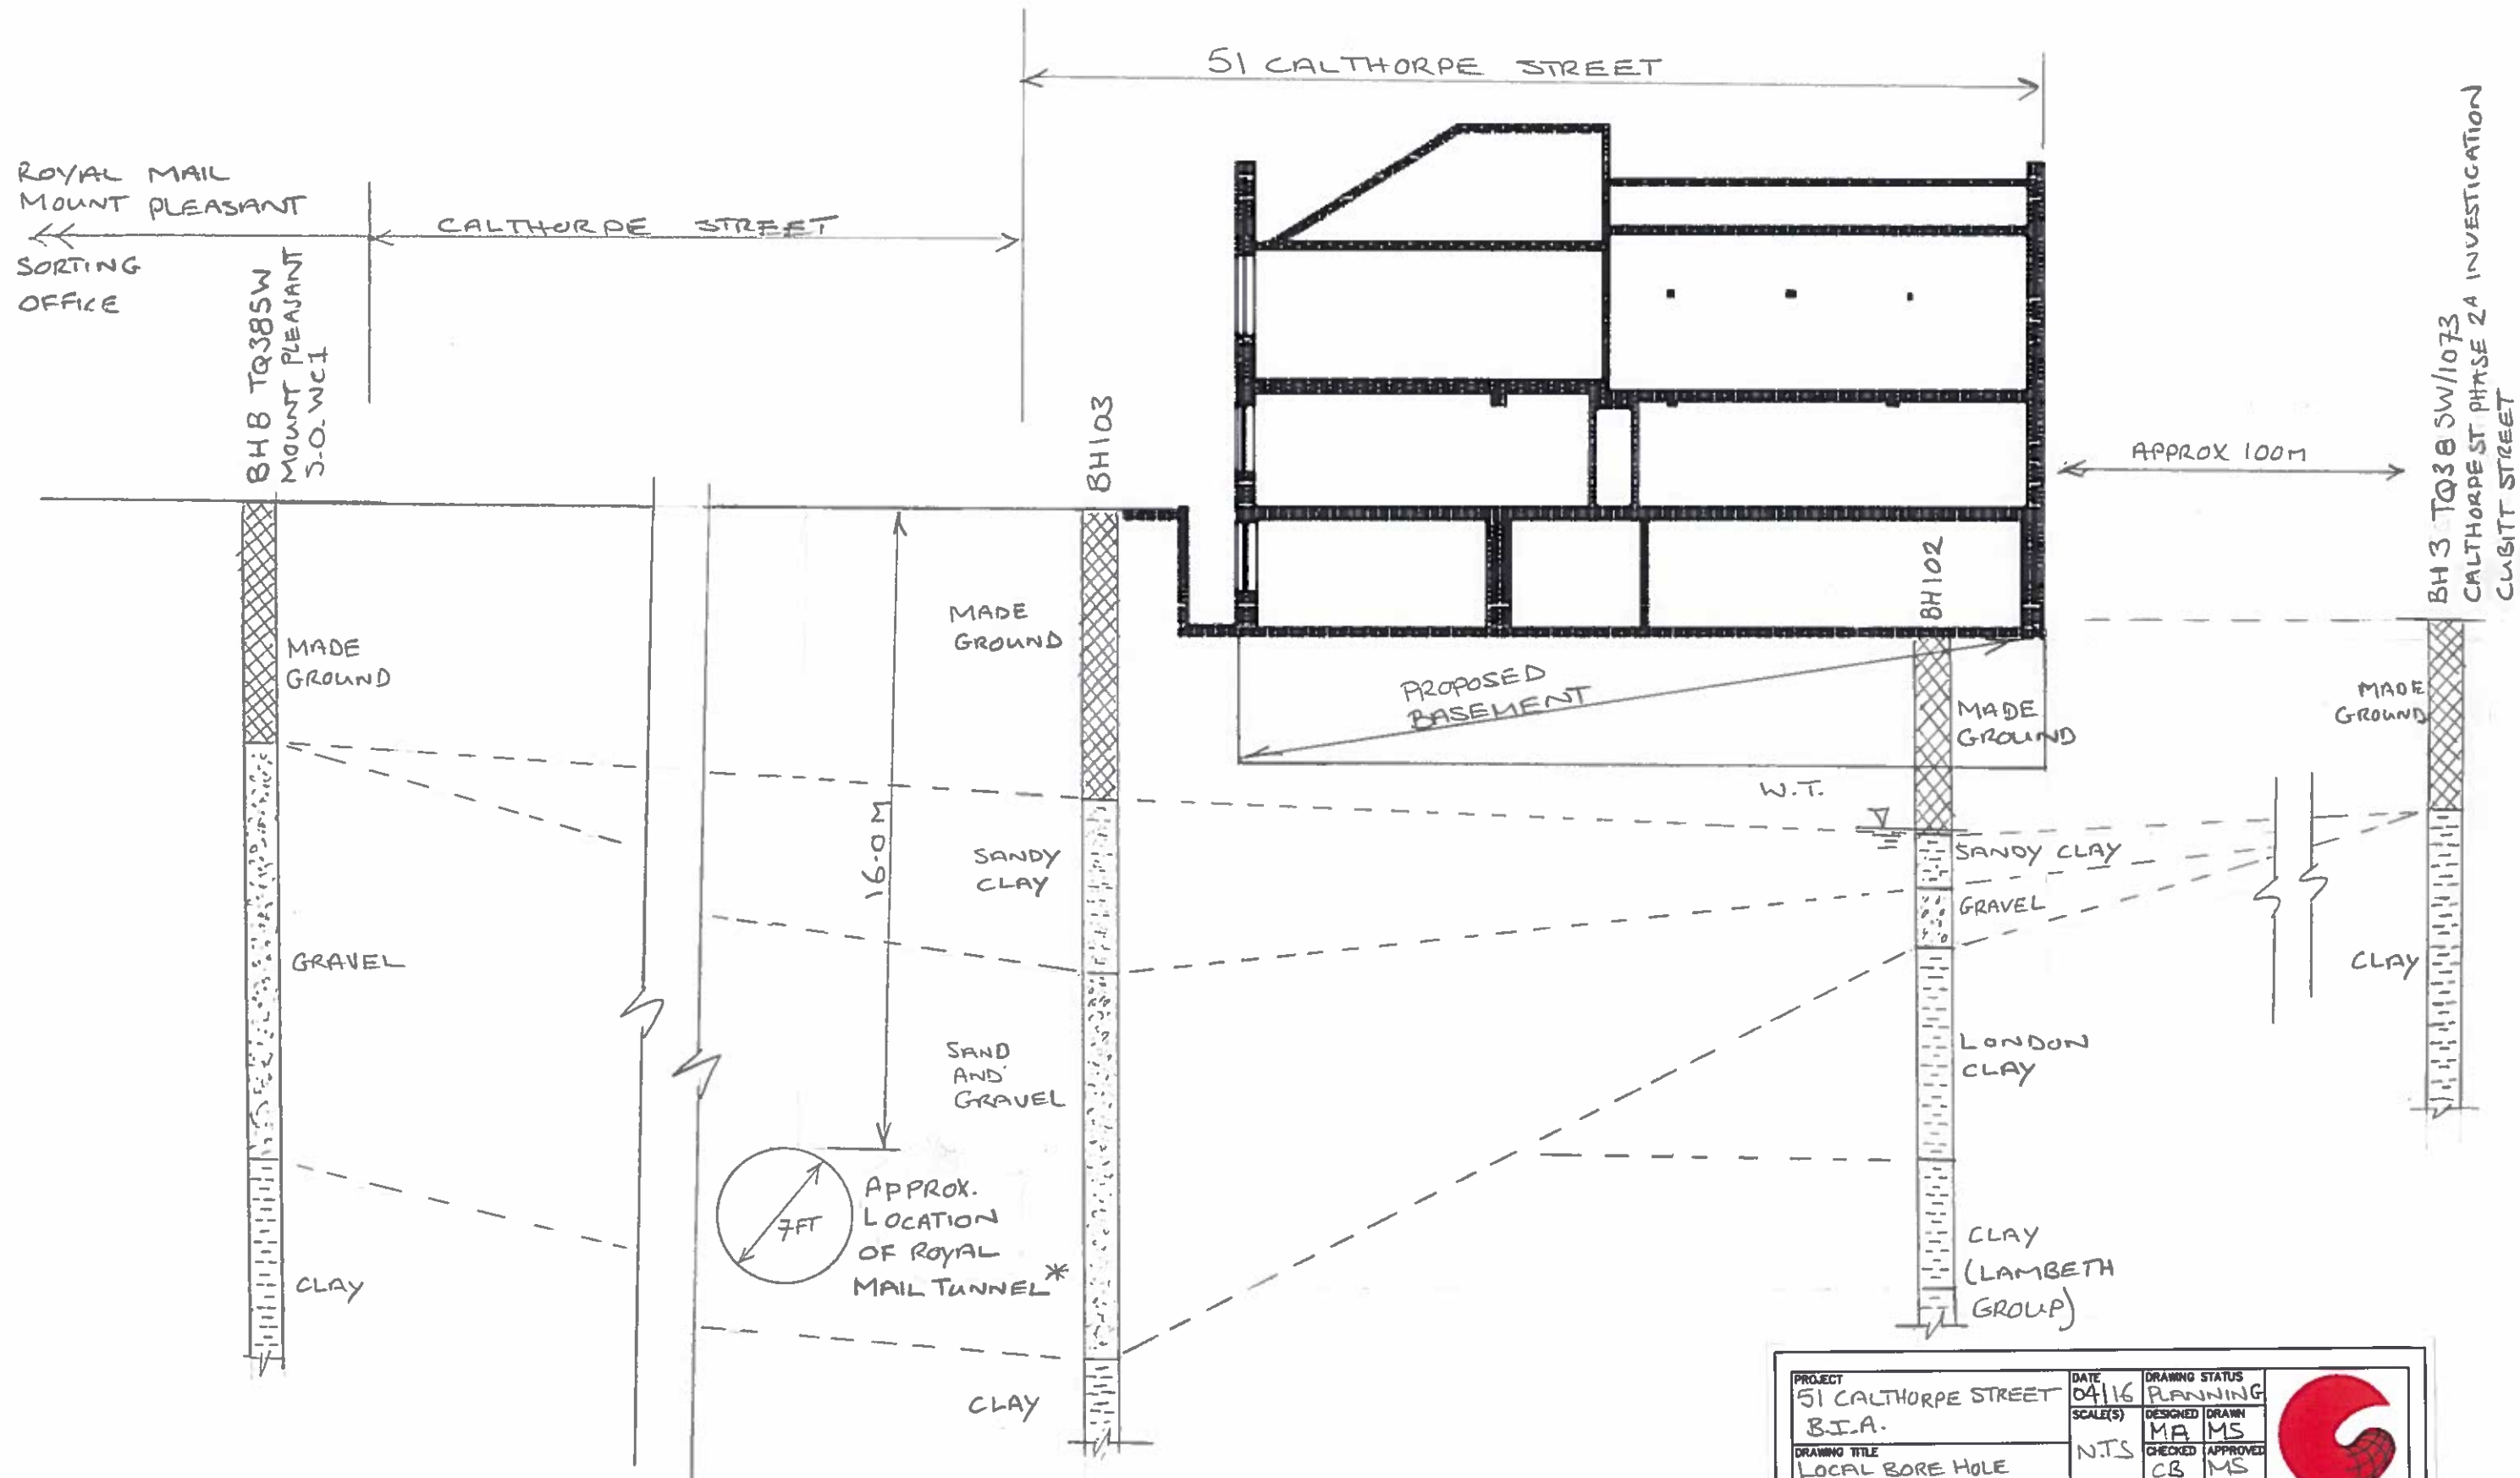 51 CALTHORPE STREET
ROYAL MAIL
MOUNT PLEASANT
SORTING
OFFICE
CALTHORPE STREET
BH8 TQ38SW
MOUNT PLEASANT
S.O. WC1
BH103
BH102
APPROX 100M
BH 3 TQ38SW/1073
CALTHORPE ST PHASE 2A INVESTIGATION
CUBITT STREET
MADE
GROUND
GRAVEL
CLAY
16.0M
MADE
GROUND
SANDY
CLAY
SAND
AND
GRAVEL
CLAY
7FT
APPROX.
LOCATION
OF ROYAL
MAIL TUNNEL*
PROPOSED
BASEMENT
W.T.
MADE
GROUND
SANDY CLAY
GRAVEL
LONDON
CLAY
CLAY
(LAMBETH
GROUP)
MADE
GROUND
CLAY
PROJECT
51 CALTHORPE STREET
B.I.A.
DATE
04/16
DRAWING STATUS
PLANNING
SCALE(S)
N.T.S
DESIGNED
MA
DRAWN
MS
CHECKED
CB
APPROVED
MS
DRAWING TITLE
LOCAL BORE HOLE